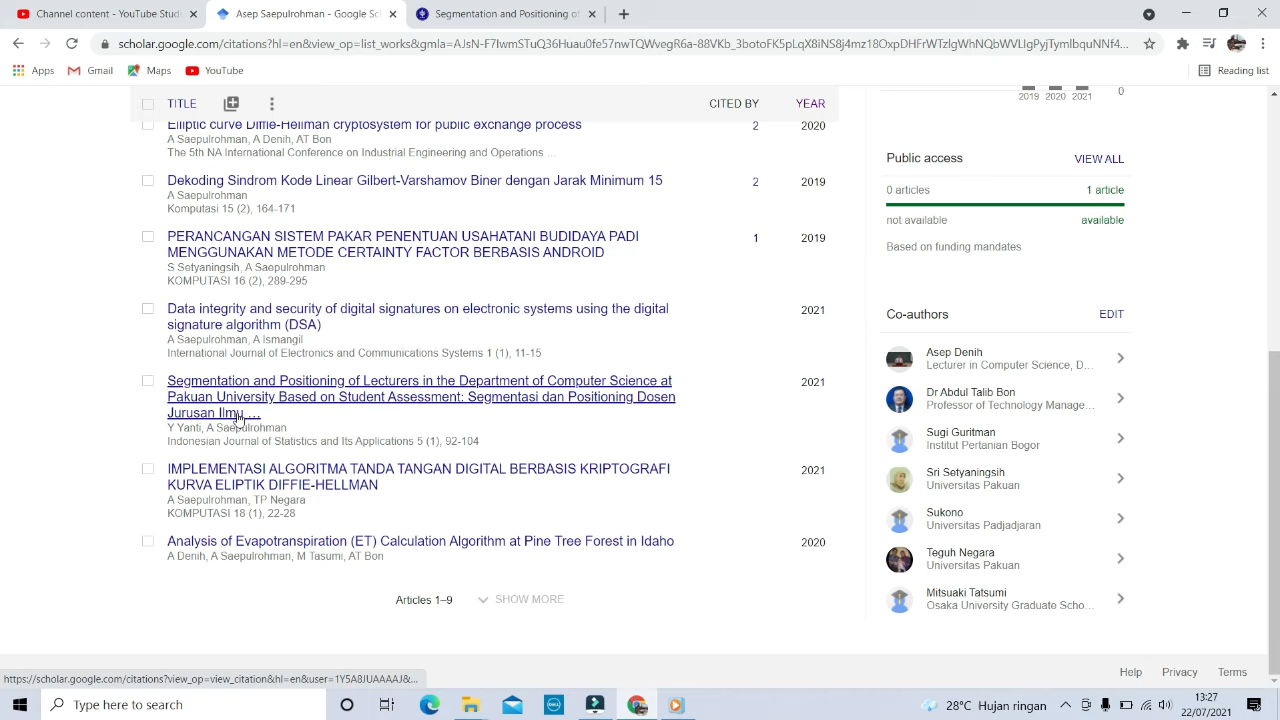 Content - YouTube Studi
Asep Saepulrohman - Google Sc
Segmentation and Positioning of
scholar.google.com/citations?hl=en&view_op=list_works&gmla=
Apps
Gmail
Maps
YouTube
Reading list
TITLE
CITED BY
YEAR
Elliptic curve Diffie-Hellman cryptosystem for public exchange process
2
2020
A Saepulrohman, A Denih, AT Bon
The 5th NA International Conference on Industrial Engineering and Operations ...
Dekoding Sindrom Kode Linear Gilbert-Varshamov Biner dengan Jarak Minimum 15
2
2019
A Saepulrohman
Komputasi 15 (2), 164-171
PERANCANGAN SISTEM PAKAR PENENTUAN USAHATANI BUDIDAYA PADI
1
2019
MENGGUNAKAN METODE CERTAINTY FACTOR BERBASIS ANDROID
S Setyaningsih, A Saepulrohman
KOMPUTASI 16 (2), 289-295
Data integrity and security of digital signatures on electronic systems using the digital
2021
signature algorithm (DSA)
A Saepulrohman, A Ismangil
International Journal of Electronics and Communications Systems 1 (1), 11-15
Segmentation and Positioning of Lecturers in the Department of Computer Science at
2021
Pakuan University Based on Student Assessment: Segmentasi dan Positioning Dosen
Jurusan Ilmu ...
Y Yanti, A Saepulrohman
Indonesian Journal of Statistics and Its Applications 5 (1), 92-104
IMPLEMENTASI ALGORITMA TANDA TANGAN DIGITAL BERBASIS KRIPTOGRAFI
2021
KURVA ELIPTIK DIFFIE-HELLMAN
A Saepulrohman, TP Negara
KOMPUTASI 18 (1), 22-28
Analysis of Evapotranspiration (ET) Calculation Algorithm at Pine Tree Forest in Idaho
2020
A Denih, A Saepulrohman, M Tasumi, AT Bon
Articles 1–9
SHOW MORE
2019 2020 2021
0
Public access
VIEW ALL
0 articles
1 article
not available
available
Based on funding mandates
Co-authors
EDIT
Asep Denih
Lecturer in Computer Science, D...
Dr Abdul Talib Bon
Professor of Technology Manage...
Sugi Guritman
Institut Pertanian Bogor
Sri Setyaningsih
Universitas Pakuan
Sukono
Universitas Padjadjaran
Teguh Negara
Universitas Pakuan
Mitsuaki Tatsumi
Osaka University Graduate Scho...
Help
Privacy
Terms
https://scholar.google.com/citations?view_op=view_citation&hl=en&user=
Type here to search
DELL
28°C Hujan ringan
13:27
22/07/2021